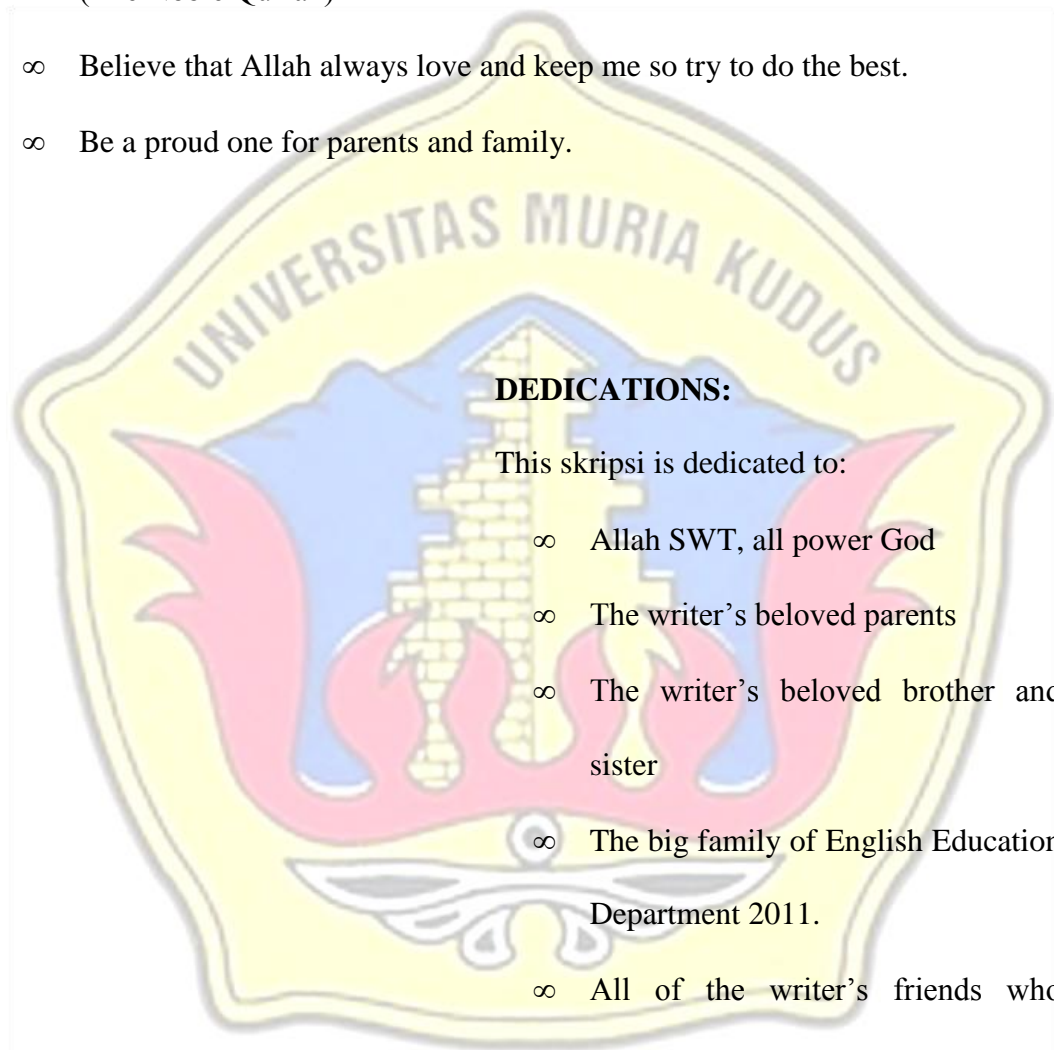 ∞ Believe that Allah always love and keep me so try to do the best.
∞ Be a proud one for parents and family.
UNIVERSITAS MURIA KUDUS
DEDICATIONS:
This skripsi is dedicated to:
∞ Allah SWT, all power God
∞ The writer’s beloved parents
∞ The writer’s beloved brother and
sister
∞ The big family of English Education
Department 2011.
∞ All of the writer’s friends who